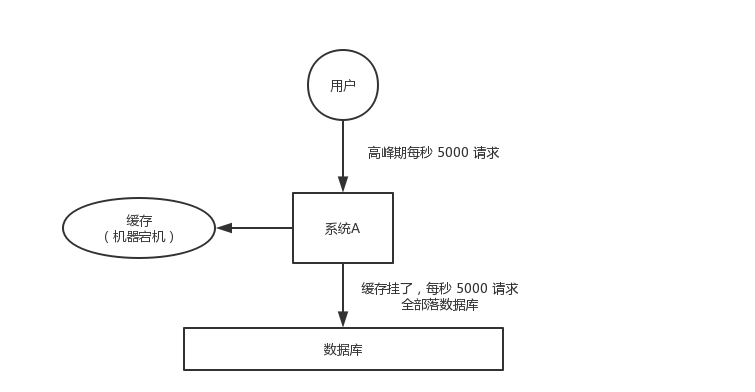 用户
高峰期每秒 5000 请求
缓存
（机器宕机）
系统A
缓存挂了，每秒 5000 请求
全部落数据库
数据库